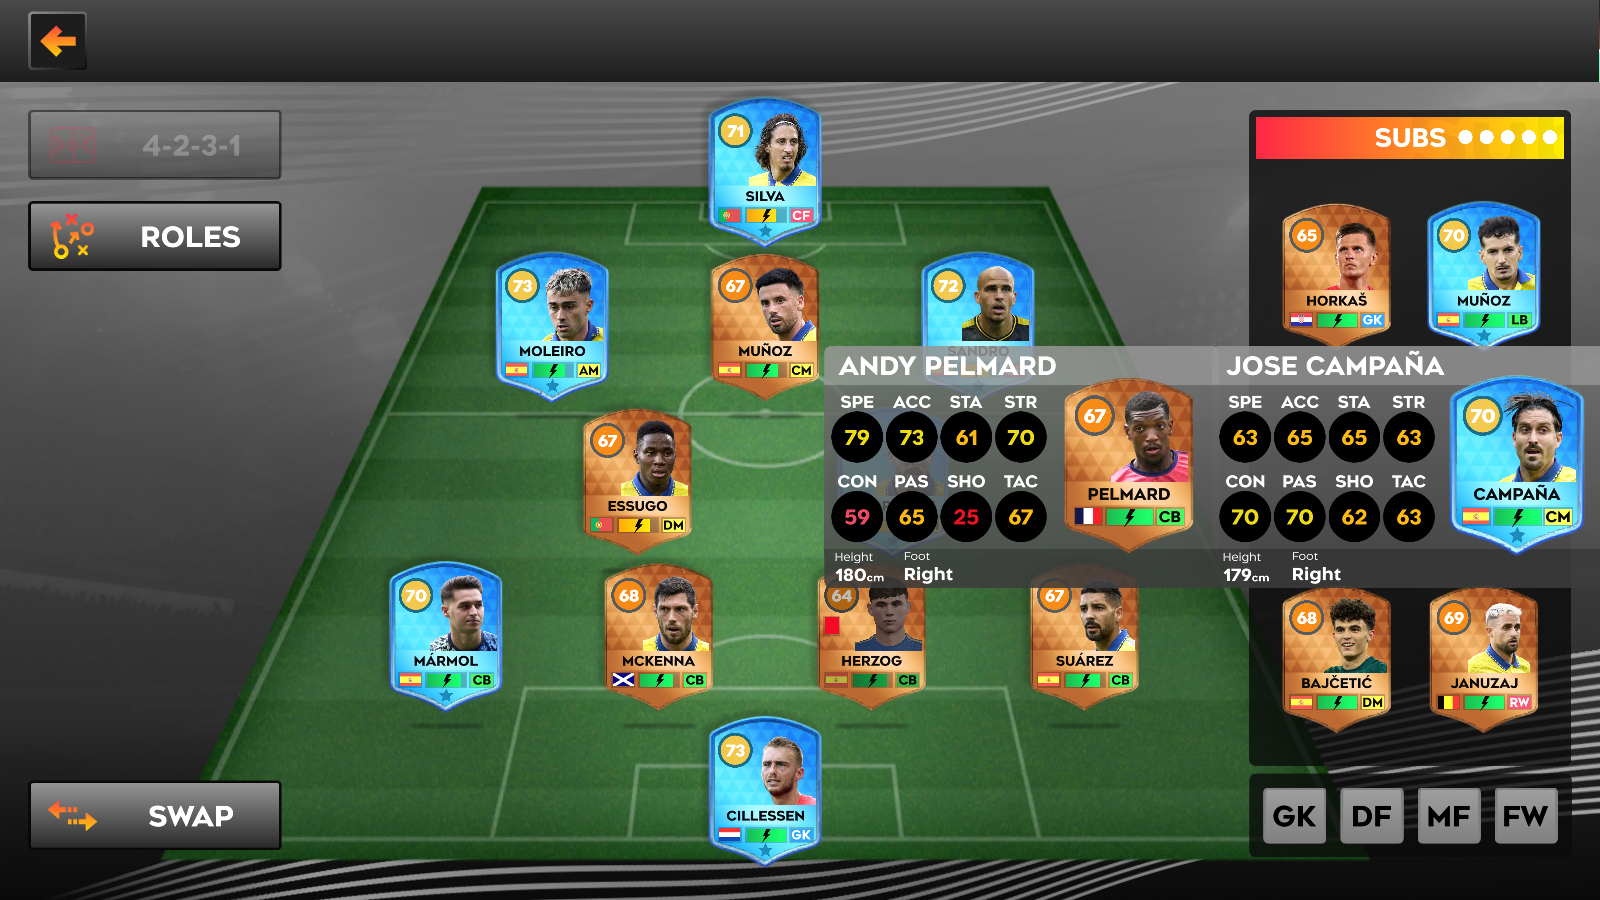 4-2-3-1
ROLES
SWAP
71
SILVA
CF
73
MOLEIRO
AM
67
MUÑOZ
CM
72
SANDRO
67
ESSUGO
DM
70
MÁRMOL
CB
68
MCKENNA
CB
64
HERZOG
CB
67
SUÁREZ
CB
73
CILLESSEN
GK
SUBS
65
HORKAŠ
GK
70
MUÑOZ
LB
ANDY PELMARD
SPE ACC STA STR
79 73 61 70
CON PAS SHO TAC
59 65 25 67
Height Foot
180cm Right
67
PELMARD
CB
JOSE CAMPAÑA
SPE ACC STA STR
63 65 65 63
CON PAS SHO TAC
70 70 62 63
Height Foot
179cm Right
70
CAMPAÑA
CM
68
BAJČETIĆ
DM
69
JANUZAJ
RW
GK DF MF FW